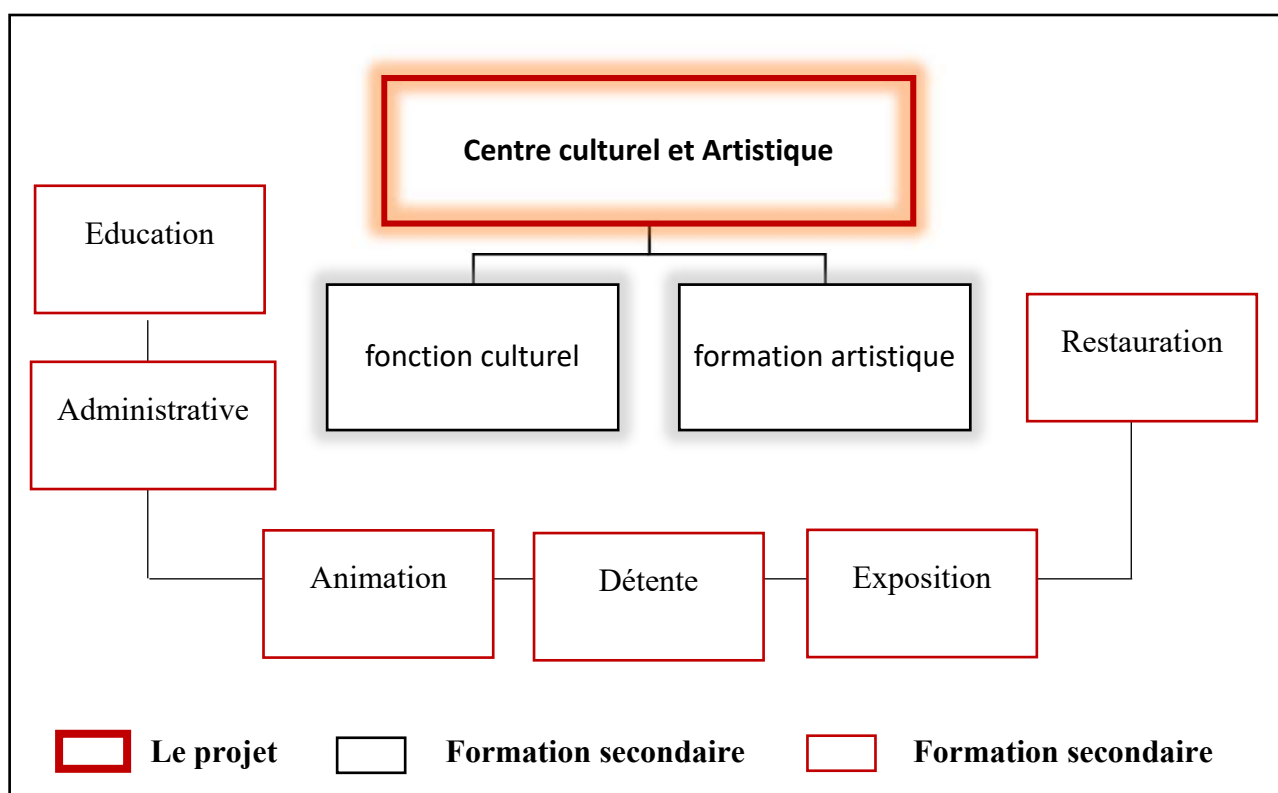 Centre culturel et Artistique
Education
fonction culturel
formation artistique
Restauration
Administrative
Animation
Détente
Exposition
Le projet
Formation secondaire
Formation secondaire